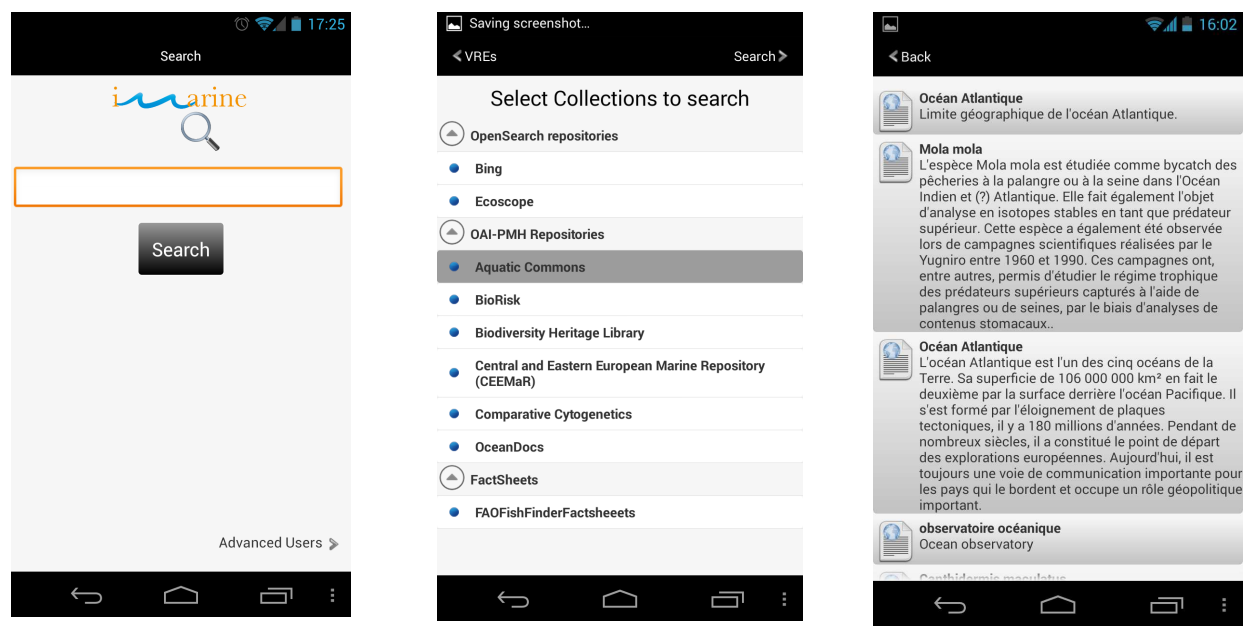 17:25
Search
imarine
Search
Advanced Users
Saving screenshot...
VREs
Search
Select Collections to search
OpenSearch repositories
Bing
Ecoscope
OAI-PMH Repositories
Aquatic Commons
BioRisk
Biodiversity Heritage Library
Central and Eastern European Marine Repository
(CEEMaR)
Comparative Cytogenetics
OceanDocs
FactSheets
FAOFishFinderFactsheeets
16:02
Back
Océan Atlantique
Limite géographique de l'océan Atlantique.
Mola mola
L'espèce Mola mola est étudiée comme bycatch des
pêcheries à la palangre ou à la seine dans l'Océan
Indien et (?) Atlantique. Elle fait également l'objet
d'analyse en isotopes stables en tant que prédateur
supérieur. Cette espèce a également été observée
lors de campagnes scientifiques réalisées par le
Yugniro entre 1960 et 1990. Ces campagnes ont,
entre autres, permis d'étudier le régime trophique
des prédateurs supérieurs capturés à l'aide de
palangres ou de seines, par le biais d'analyses de
contenus stomacaux..
Océan Atlantique
L'océan Atlantique est l'un des cinq océans de la
Terre. Sa superficie de 106 000 000 km² en fait le
deuxième par la surface derrière l'océan Pacifique. Il
s'est formé par l'éloignement de plaques
tectoniques, il y a 180 millions d'années. Pendant de
nombreux siècles, il a constitué le point de départ
des explorations européennes. Aujourd'hui, il est
toujours une voie de communication importante pour
les pays qui le bordent et occupe un rôle géopolitique
important.
observatoire océanique
Ocean observatory
Canthidermis maculatus